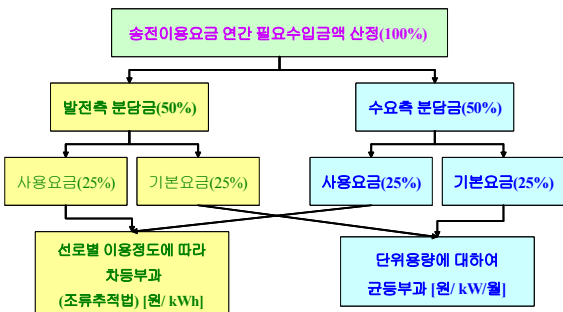 송전이용요금 연간 필요수입금액 산정(100%)
발전측 분담금(50%)
수요측 분담금(50%)
사용요금(25%)
기본요금(25%)
사용요금(25%)
기본요금(25%)
선로별 이용정도에 따라
차등부과
(조류추적법) [원/ kWh]
단위용량에 대하여
균등부과 [원/ kW/월]